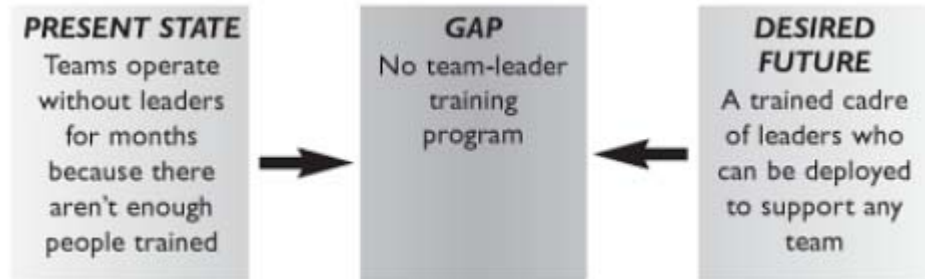 PRESENT STATE
Teams operate
without leaders
for months
because there
aren't enough
people trained
GAP
No team-leader
training
program
DESIRED
FUTURE
A trained cadre
of leaders who
can be deployed
to support any
team